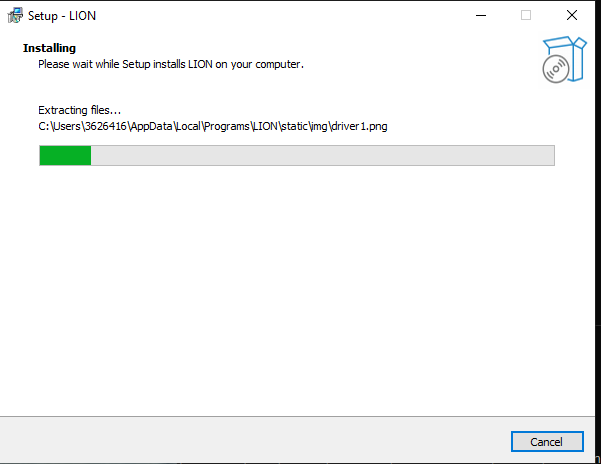 Setup - LION
Installing
Please wait while Setup installs LION on your computer.
Extracting files...
C:\Users\3626416\AppData\Local\Programs\LION\static\img\driver1.png
Cancel